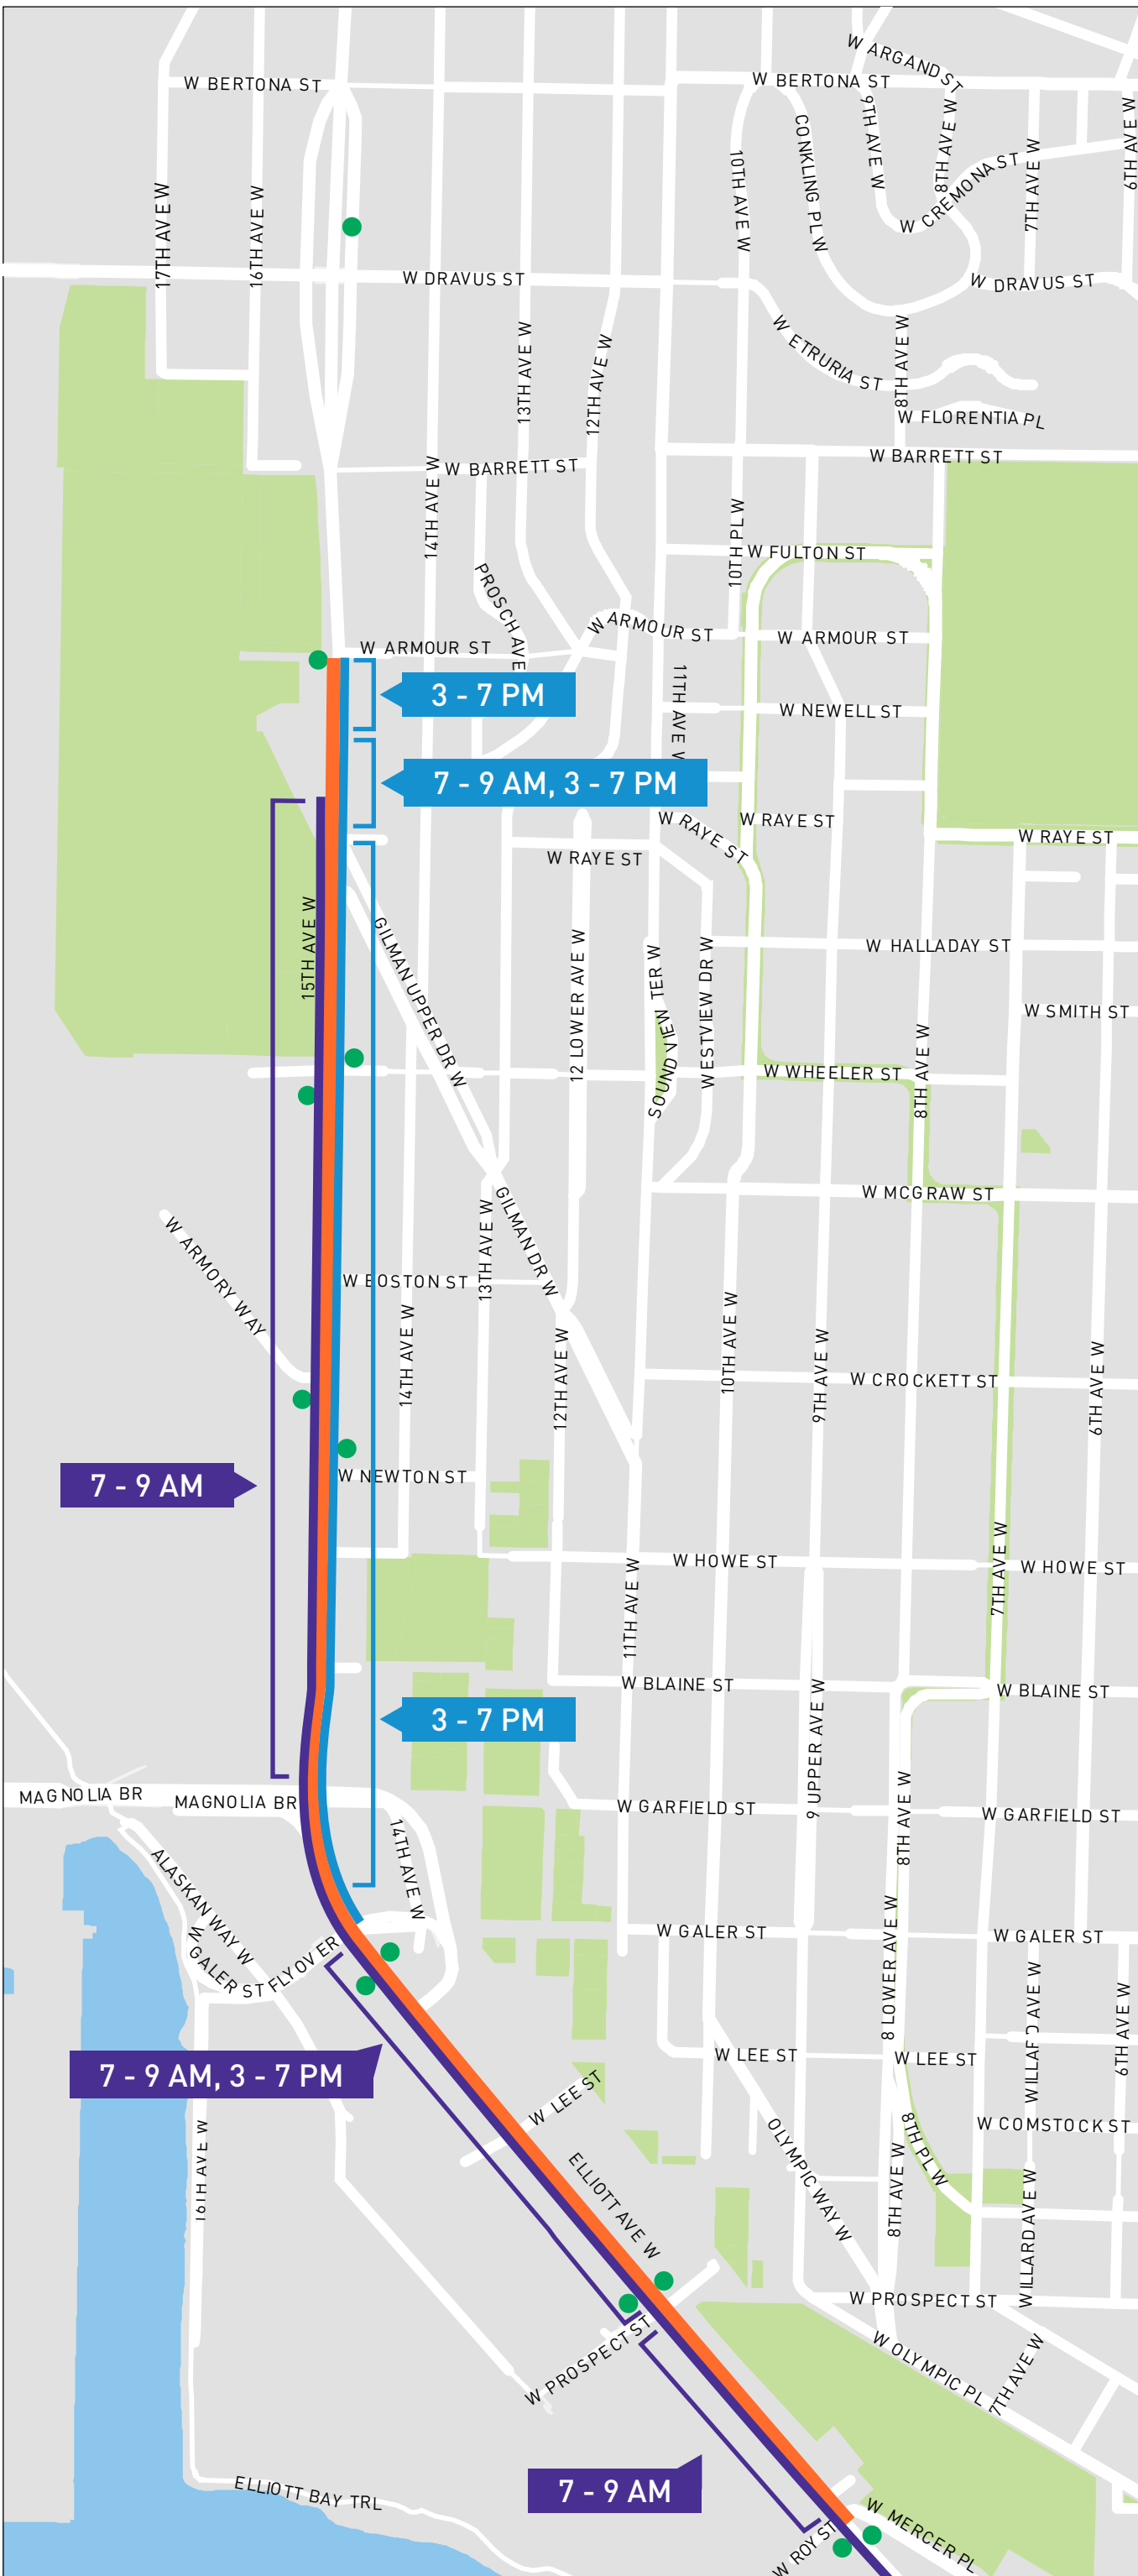 W ARGAND ST
W BERTONA ST
W BERTONA ST
9TH AVE W
8TH AVE W
6TH AVE W
CONKLING PL W
10TH AVE W
7TH AVE W
W CREMONA ST
17TH AVE W
16TH AVE W
W DRAVUS ST
W DRAVUS ST
W ETRURIA ST
8TH AVE W
13TH AVE W
12TH AVE W
W FLORENTIA PL
W BARRETT ST
W BARRETT ST
14TH AVE W
10TH PL W
W FULTON ST
PROSCH AVE
W ARMOUR ST
W ARMOUR ST
W ARMOUR ST
11TH AVE W
3 - 7 PM
W NEWELL ST
7 - 9 AM, 3 - 7 PM
W RAYE ST
W RAYE ST
W RAYE ST
W RAYE ST
15TH AVE W
GILMAN UPPER DR W
12 LOWER AVE W
SOUND VIEW TER W
WESTVIEW DR W
W HALLADAY ST
W SMITH ST
W WHEELER ST
8TH AVE W
W MCGRAW ST
W ARMORY WAY
13TH AVE W
GILMAN DR W
W BOSTON ST
14TH AVE W
12TH AVE W
10TH AVE W
9TH AVE W
W CROCKETT ST
6TH AVE W
7 - 9 AM
W NEWTON ST
W HOWE ST
7TH AVE W
W HOWE ST
11TH AVE W
W BLAINE ST
W BLAINE ST
3 - 7 PM
9 UPPER AVE W
MAGNOLIA BR
MAGNOLIA BR
W GARFIELD ST
W GARFIELD ST
8TH AVE W
14TH AVE W
ALASKAN WAY W
W GALER ST FLYOVER
W GALER ST
W GALER ST
8 LOWER AVE W
WILLARD AVE W
6TH AVE W
7 - 9 AM, 3 - 7 PM
W LEE ST
W LEE ST
W LEE ST
16TH AVE W
ELLIOTT AVE W
OLYMPIC WAY W
8TH PL W
8TH AVE W
W COMSTOCK ST
WILLARD AVE W
W PROSPECT ST
W PROSPECT ST
W OLYMPIC PL
7TH AVE W
7 - 9 AM
ELLIOTT BAY TRL
W ROY ST
W MERCER PL